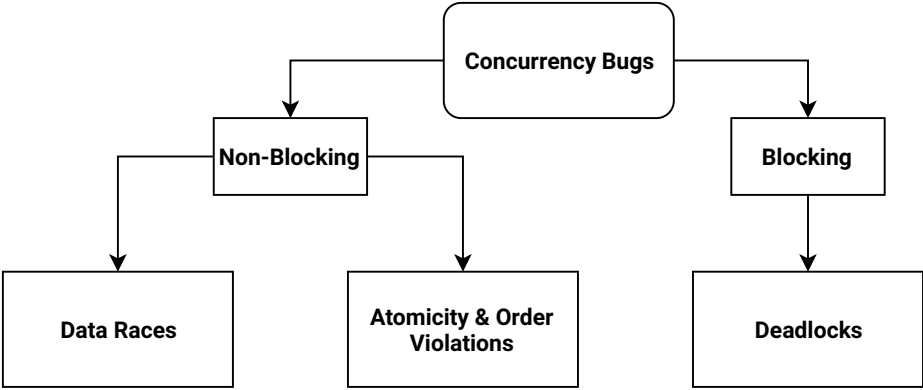 Concurrency Bugs
Non-Blocking
Blocking
Data Races
Atomicity & Order
Violations
Deadlocks